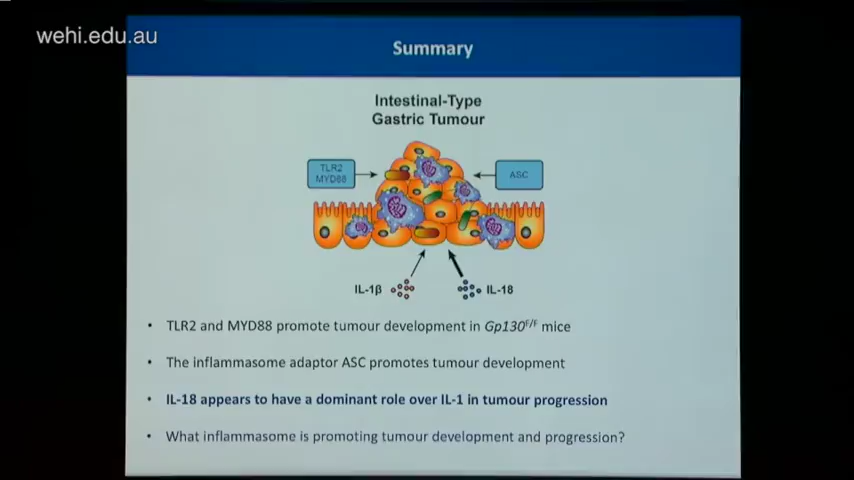 wehi.edu.au
Summary
Intestinal-Type
Gastric Tumour
TLR2
MYD88
ASC
IL-1β
IL-18
• TLR2 and MYD88 promote tumour development in Gp130F/F mice
• The inflammasome adaptor ASC promotes tumour development
• IL-18 appears to have a dominant role over IL-1 in tumour progression
• What inflammasome is promoting tumour development and progression?